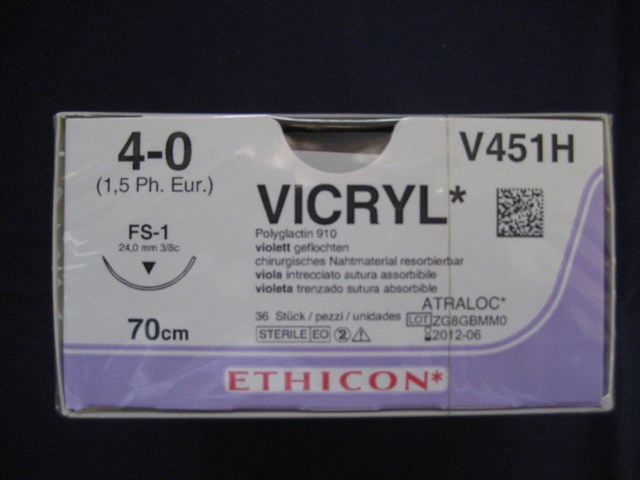 4-0
(1,5 Ph. Eur.)
V451H
VICRYL*
FS-1
24,0 mm 3/8c
Polyglactin 910
violett geflochten
chirurgisches Nahtmaterial resorbierbar
viola intrecciato sutura assorbibile
violeta trenzado sutura absorbible
ATRALOC*
70cm
36 Stück / pezzi / unidades
LOT ZG8GBMM0
STERILE EO 2
2012-06
ETHICON*